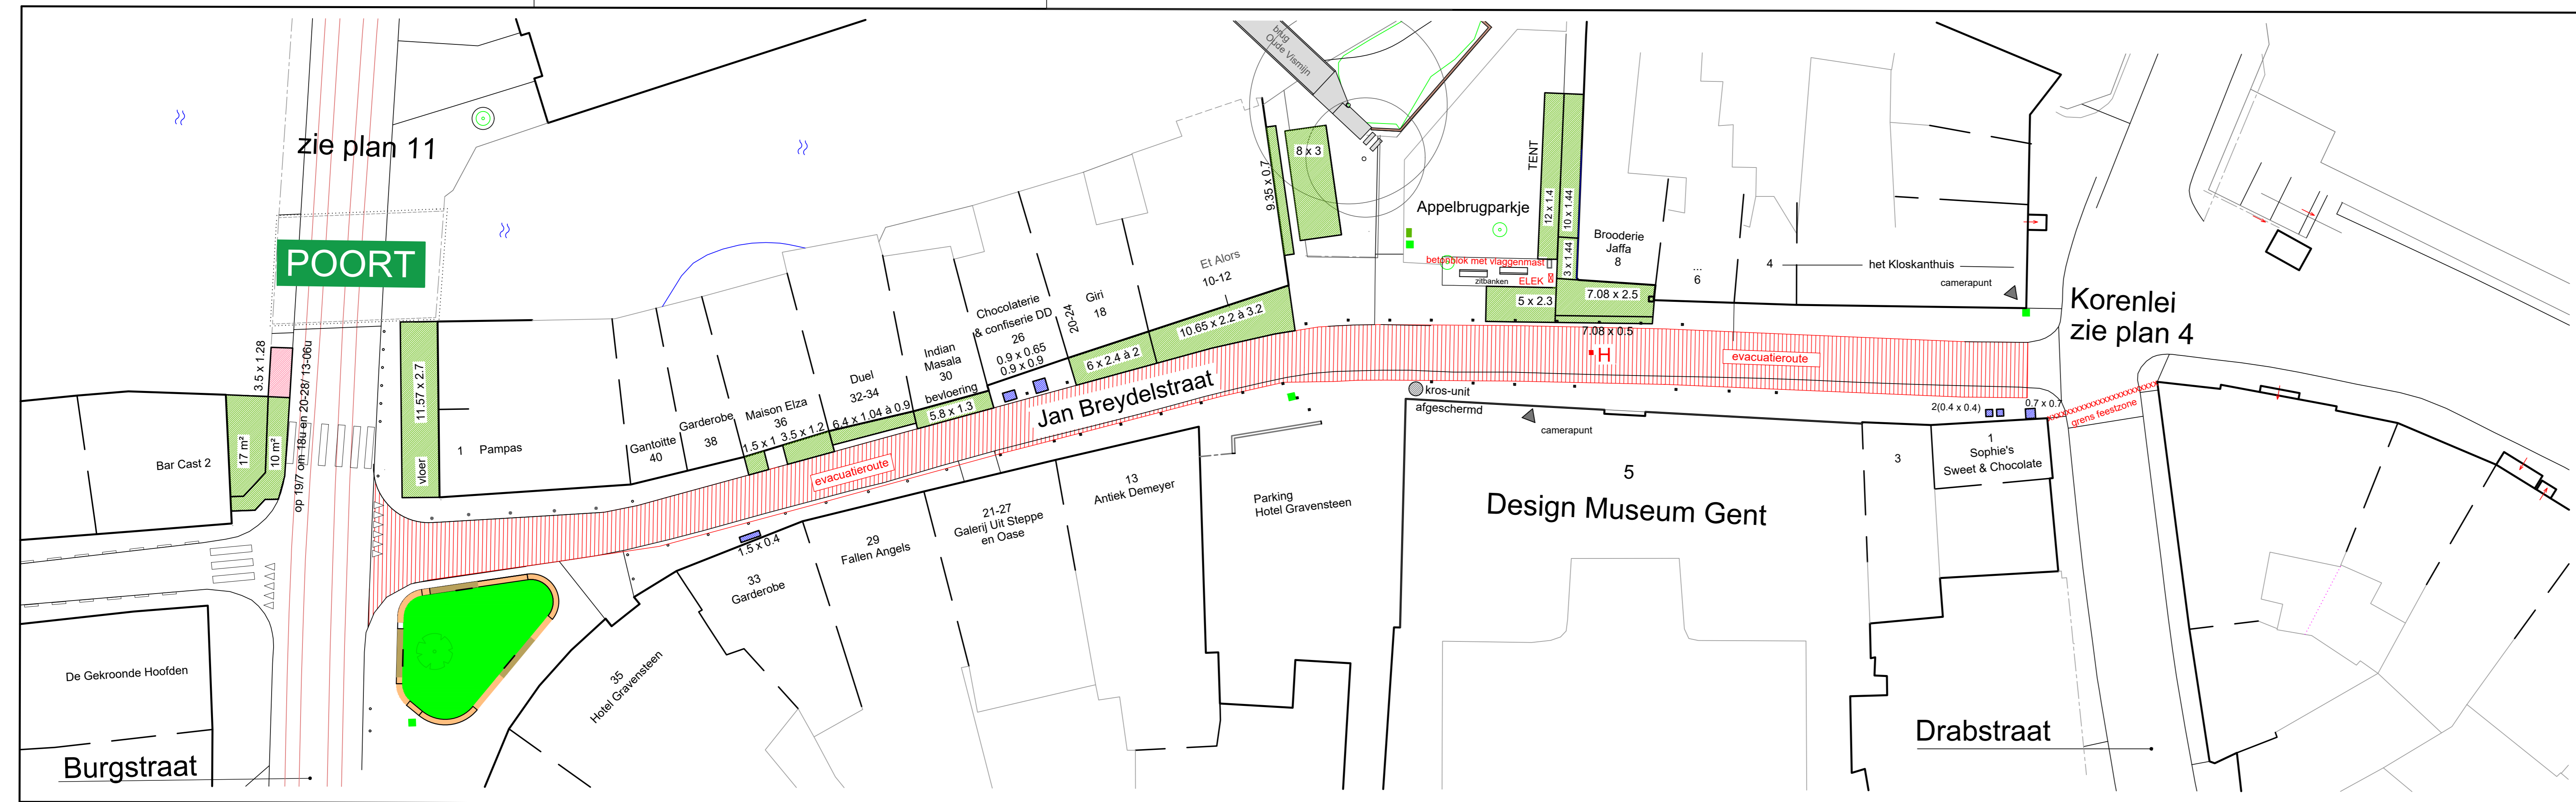 brug
Oude Vismijn
zie plan 11
POORT
3.5 x 1.28
op 19/7 om 18u en 20-28/ 13-06u
17 m²
10 m²
Bar Cast 2
11.57 x 2.7
vloer
1 Pampas
Gantoitte
40
Garderobe
38
Maison Elza
36
1.5 x 1
3.5 x 1.2
Duel
32-34
6.4 x 1.04 à 0.9
Indian
Masala
30
bevloering
5.8 x 1.3
Chocolaterie
& confiserie DD
26
0.9 x 0.65
0.9 x 0.9
20-24
Giri
18
6 x 2.4 à 2
Et Alors
10-12
10.65 x 2.2 à 3.2
9.35 x 0.7
8 x 3
Appelbrugparkje
TENT
12 x 1.4
10 x 1.44
3 x 1.44
betonblok met vlaggenmast
zitbanken
ELEK
5 x 2.3
7.08 x 2.5
7.08 x 0.5
Brooderie
Jaffa
8
...
6
4
het Kloskanthuis
camerapunt
Korenlei
zie plan 4
evacuatieroute
H
Jan Breydelstraat
evacuatieroute
kros-unit
afgeschermd
camerapunt
2(0.4 x 0.4)
0.7 x 0.7
grens feestzone
1
Sophie's
Sweet & Chocolate
3
5
Design Museum Gent
Parking
Hotel Gravensteen
13
Antiek Demeyer
21-27
Galerij Uit Steppe
en Oase
29
Fallen Angels
1.5 x 0.4
33
Garderobe
35
Hotel Gravensteen
De Gekroonde Hoofden
Burgstraat
Drabstraat